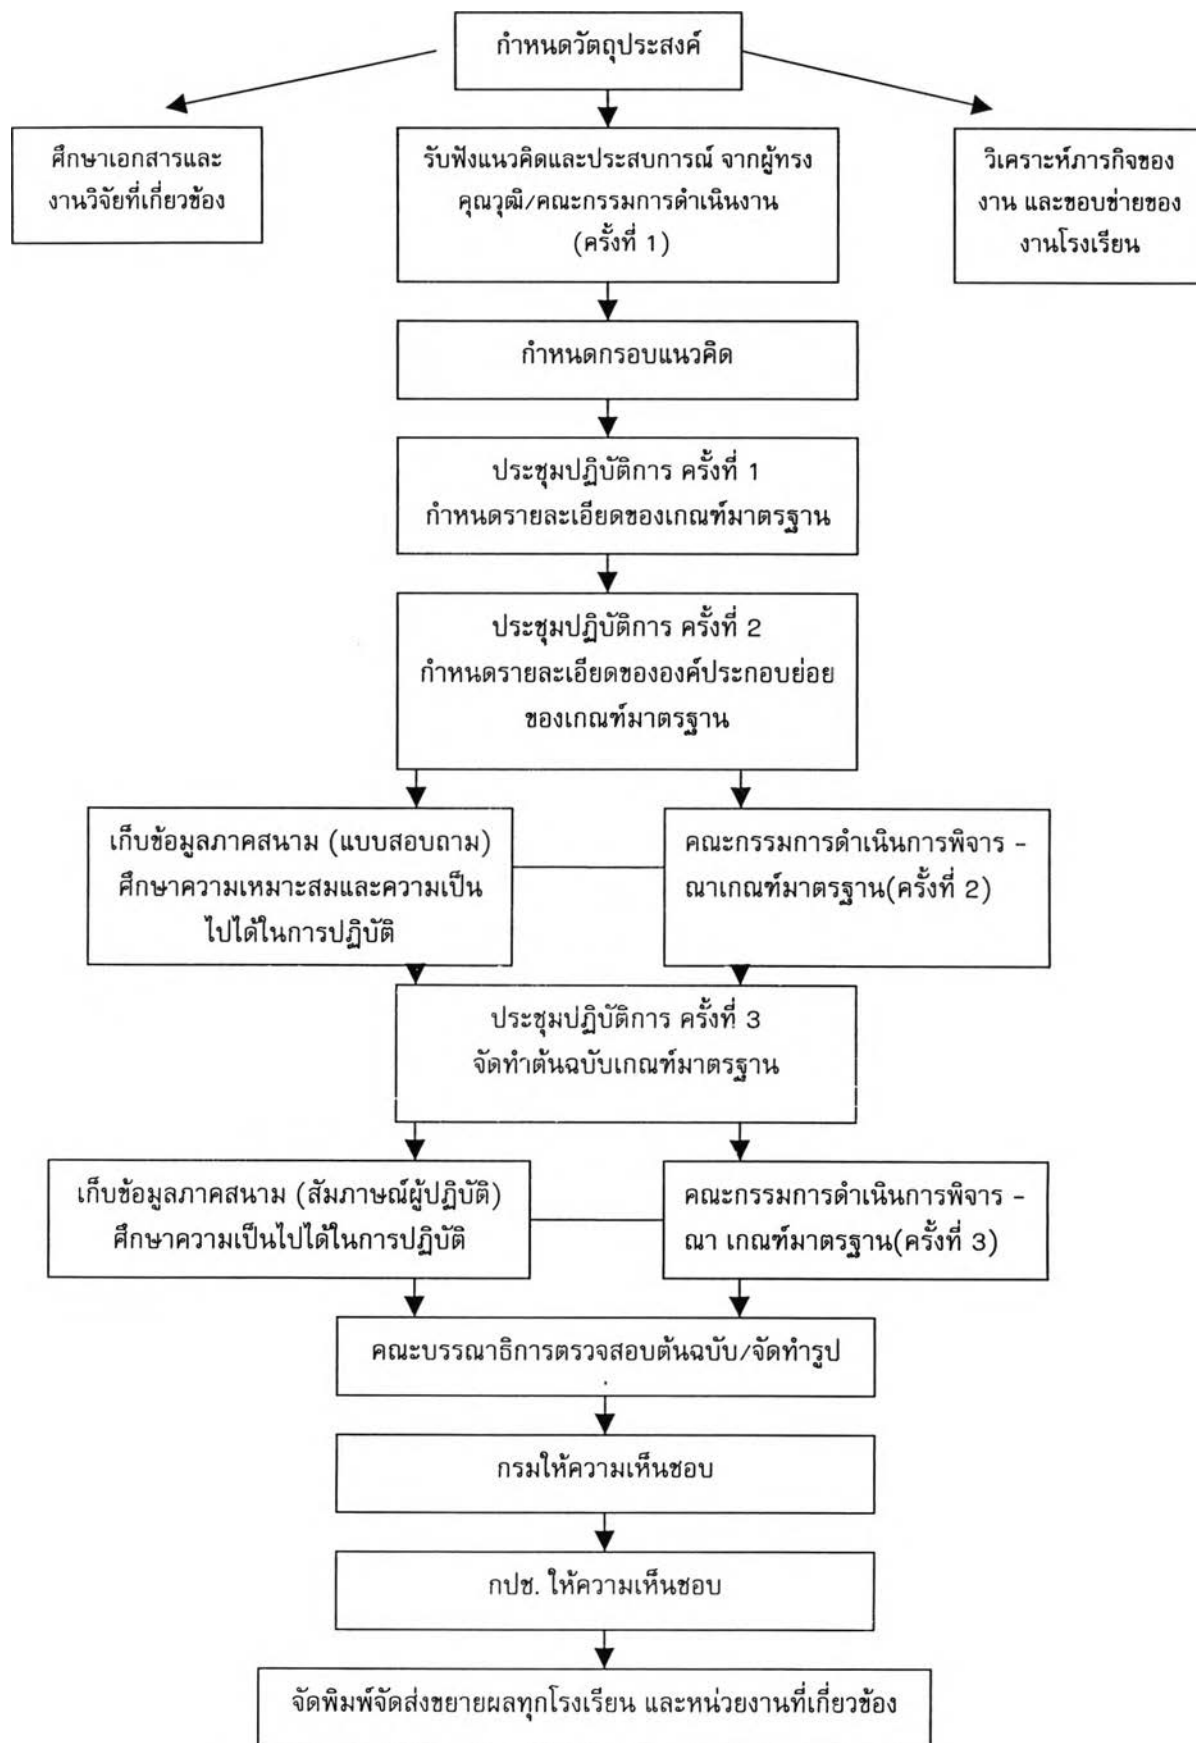 กำหนดวัตถุประสงค์
ศึกษาเอกสารและ
งานวิจัยที่เกี่ยวข้อง
รับฟังแนวคิดและประสบการณ์ จากผู้ทรง
คุณวุฒิ/คณะกรรมการดำเนินงาน
(ครั้งที่ 1)
วิเคราะห์ภารกิจของ
งาน และขอบข่ายของ
งานโรงเรียน
กำหนดกรอบแนวคิด
ประชุมปฏิบัติการ ครั้งที่ 1
กำหนดรายละเอียดของเกณฑ์มาตรฐาน
ประชุมปฏิบัติการ ครั้งที่ 2
กำหนดรายละเอียดขององค์ประกอบย่อย
ของเกณฑ์มาตรฐาน
เก็บข้อมูลภาคสนาม (แบบสอบถาม)
ศึกษาความเหมาะสมและความเป็น
ไปได้ในการปฏิบัติ
คณะกรรมการดำเนินการพิจาร -
ณาเกณฑ์มาตรฐาน(ครั้งที่ 2)
ประชุมปฏิบัติการ ครั้งที่ 3
จัดทำต้นฉบับเกณฑ์มาตรฐาน
เก็บข้อมูลภาคสนาม (สัมภาษณ์ผู้ปฏิบัติ)
ศึกษาความเป็นไปได้ในการปฏิบัติ
คณะกรรมการดำเนินการพิจาร -
ณา เกณฑ์มาตรฐาน(ครั้งที่ 3)
คณะบรรณาธิการตรวจสอบต้นฉบับ/จัดทำรูป
กรมให้ความเห็นชอบ
กปช. ให้ความเห็นชอบ
จัดพิมพ์จัดส่งขยายผลทุกโรงเรียน และหน่วยงานที่เกี่ยวข้อง